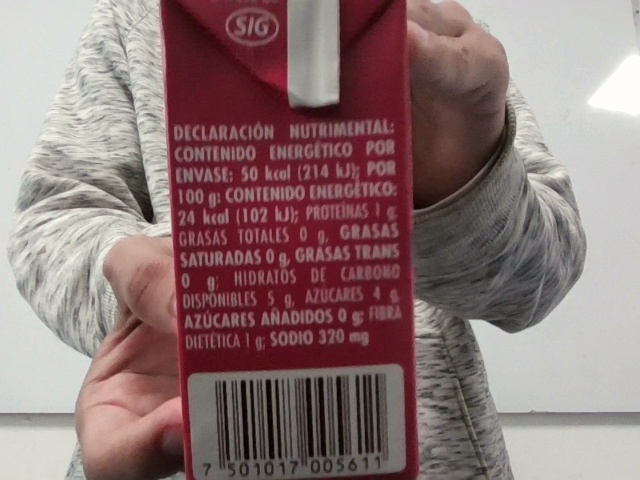 SIG
DECLARACIÓN NUTRIMENTAL:
CONTENIDO ENERGÉTICO POR
ENVASE: 50 kcal (214 kJ); POR
100 g: CONTENIDO ENERGÉTICO:
24 kcal (102 kJ); PROTEÍNAS 1 g,
GRASAS TOTALES 0 g, GRASAS
SATURADAS 0 g, GRASAS TRANS
0 g; HIDRATOS DE CARBONO
DISPONIBLES 5 g, AZÚCARES 4 g,
AZÚCARES AÑADIDOS 0 g; FIBRA
DIETÉTICA 1 g; SODIO 320 mg
7 501017 005611